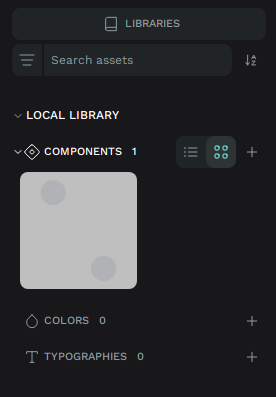 LIBRARIES
Search assets
LOCAL LIBRARY
COMPONENTS 1
COLORS 0
TYPOGRAPHIES 0